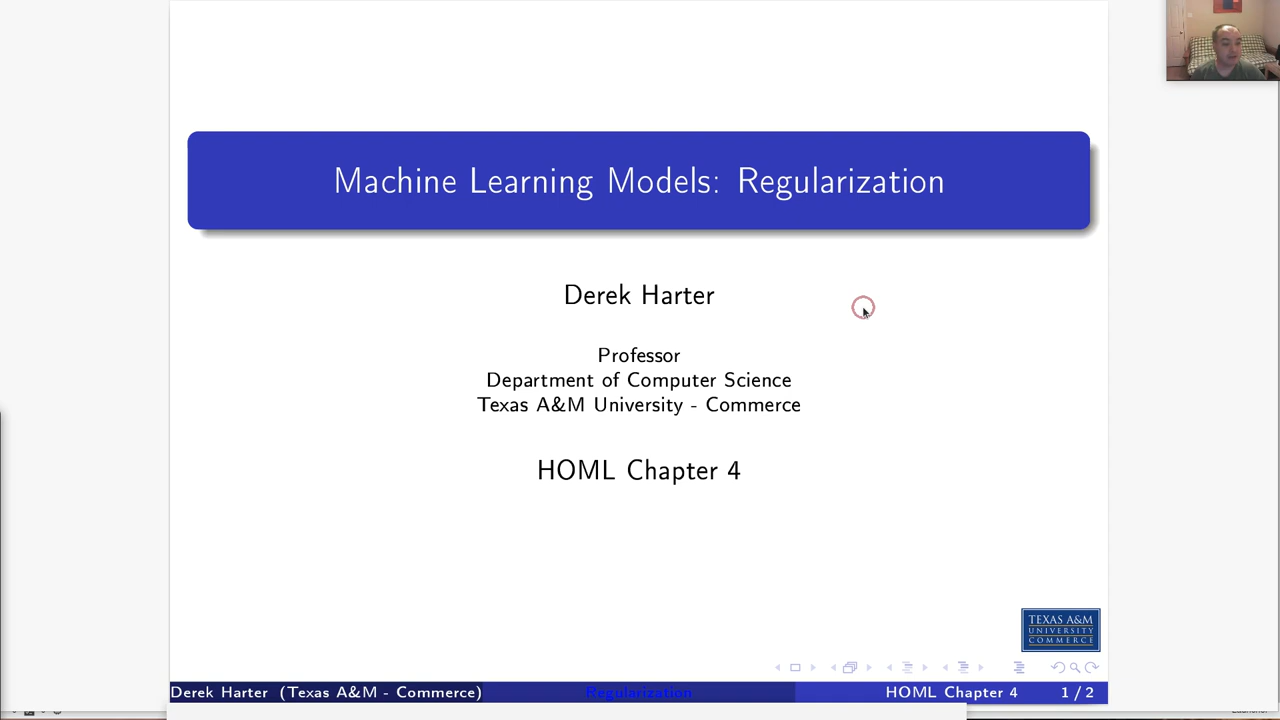 Machine Learning Models: Regularization
Derek Harter
Professor
Department of Computer Science
Texas A&M University - Commerce
HOML Chapter 4
TEXAS A&M
UNIVERSITY
COMMERCE
Derek Harter (Texas A&M - Commerce) Regularization HOML Chapter 4 1 / 2